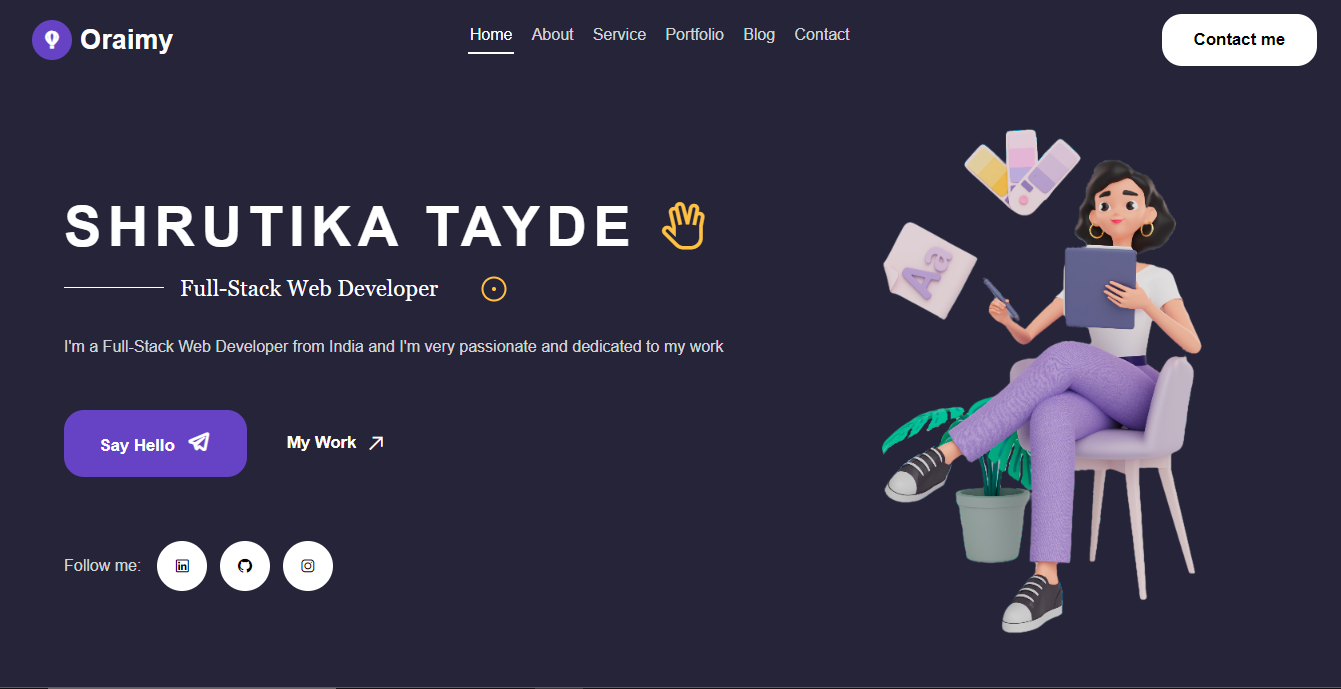 Oraimy
Home About Service Portfolio Blog Contact
Contact me
SHRUTIKA TAYDE
Full-Stack Web Developer
I'm a Full-Stack Web Developer from India and I'm very passionate and dedicated to my work
Aa
Say Hello
My Work
Follow me:
in